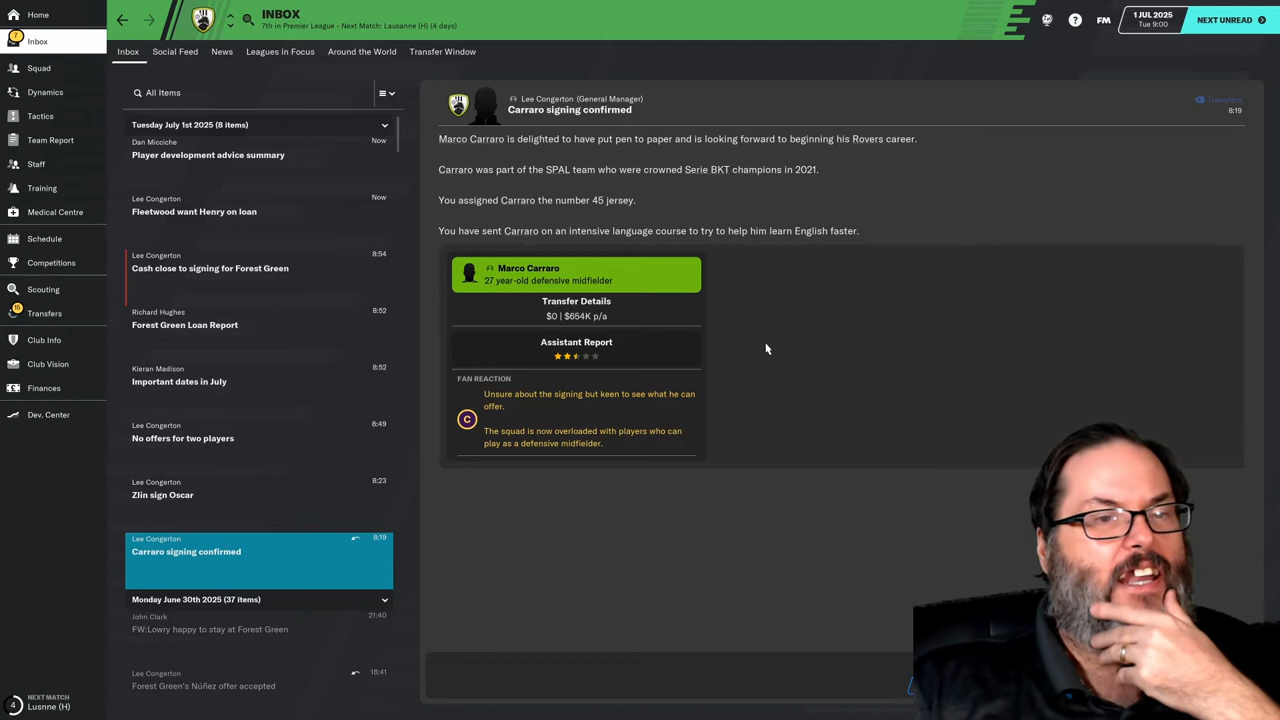 Home
7
Inbox
Squad
Dynamics
Tactics
Team Report
Staff
Training
Medical Centre
Schedule
Competitions
Scouting
15
Transfers
Club Info
Club Vision
Finances
Dev. Center
4
NEXT MATCH
Lusnne (H)
INBOX
7th in Premier League - Next Match: Lausanne (H) (4 days)
?
FM
1 JUL 2025
Tue 9:00
NEXT UNREAD
Inbox
Social Feed
News
Leagues in Focus
Around the World
Transfer Window
All Items
Tuesday July 1st 2025 (8 items)
Dan Micciche
Now
Player development advice summary
Lee Congerton
Now
Fleetwood want Henry on loan
Lee Congerton
8:54
Cash close to signing for Forest Green
Richard Hughes
8:52
Forest Green Loan Report
Kieran Madison
8:52
Important dates in July
Lee Congerton
8:49
No offers for two players
Lee Congerton
8:23
Zlin sign Oscar
Lee Congerton
8:19
Carraro signing confirmed
Monday June 30th 2025 (37 items)
John Clark
21:40
FW:Lowry happy to stay at Forest Green
Lee Congerton
18:41
Forest Green's Núñez offer accepted
Lee Congerton (General Manager)
Carraro signing confirmed
Transfers
8:19
Marco Carraro is delighted to have put pen to paper and is looking forward to beginning his Rovers career.
Carraro was part of the SPAL team who were crowned Serie BKT champions in 2021.
You assigned Carraro the number 45 jersey.
You have sent Carraro on an intensive language course to try to help him learn English faster.
Marco Carraro
27 year-old defensive midfielder
Transfer Details
$0 | $654K p/a
Assistant Report
FAN REACTION
C
Unsure about the signing but keen to see what he can
offer.
The squad is now overloaded with players who can
play as a defensive midfielder.